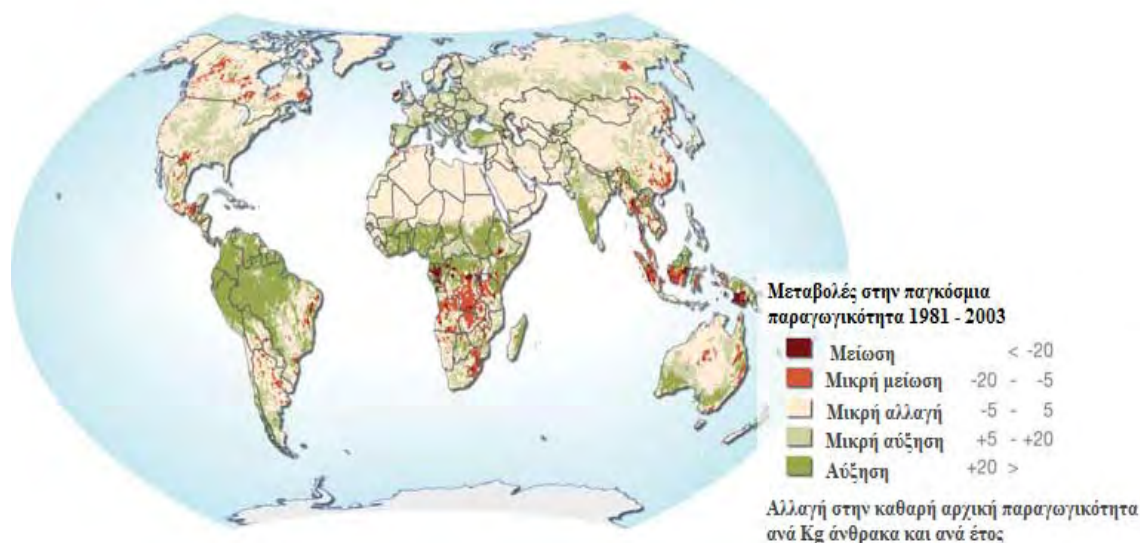 Μεταβολές στην παγκόσμια
παραγωγικότητα 1981 - 2003
Μείωση < -20
Μικρή μείωση -20 - -5
Μικρή αλλαγή -5 - 5
Μικρή αύξηση +5 - +20
Αύξηση +20 >
Αλλαγή στην καθαρή αρχική παραγωγικότητα
ανά Kg άνθρακα και ανά έτος